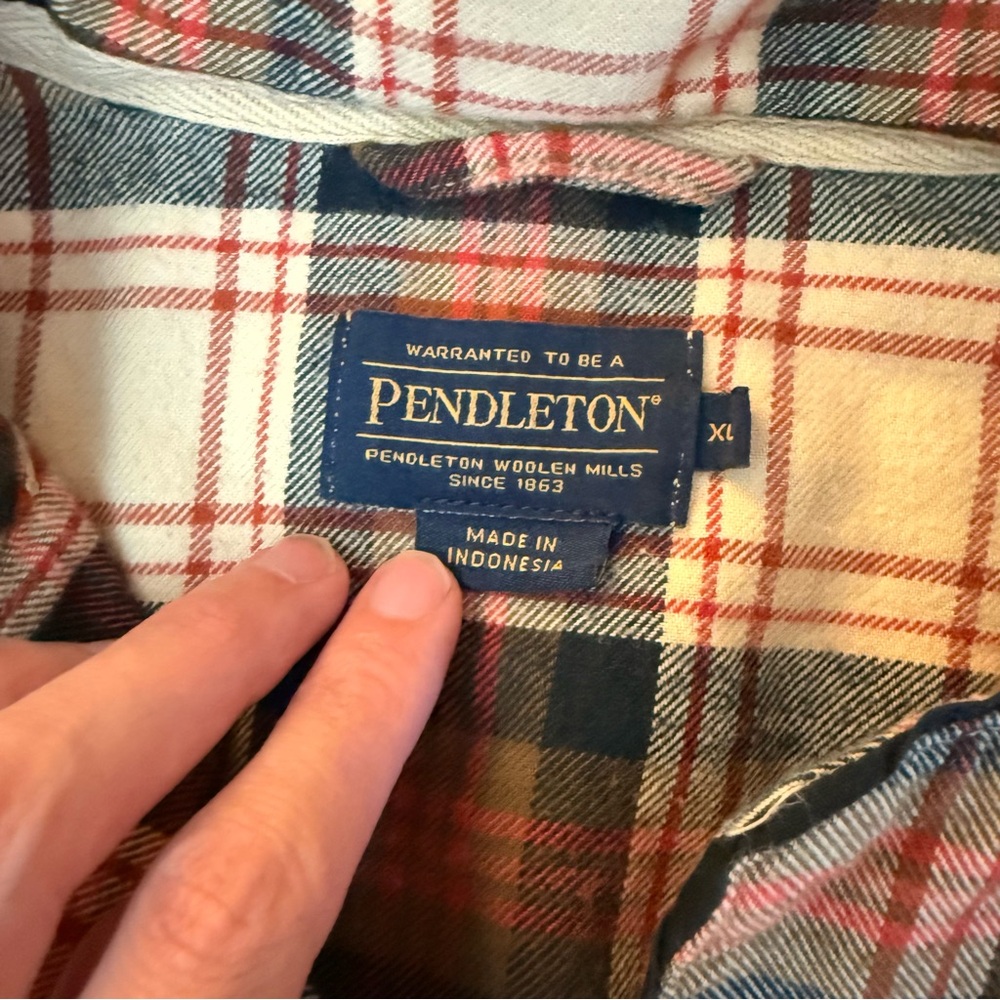 WARRANTED TO BE A
PENDLETON®
XL
PENDLETON WOOLEN MILLS
SINCE 1863
MADE IN
INDONESIA